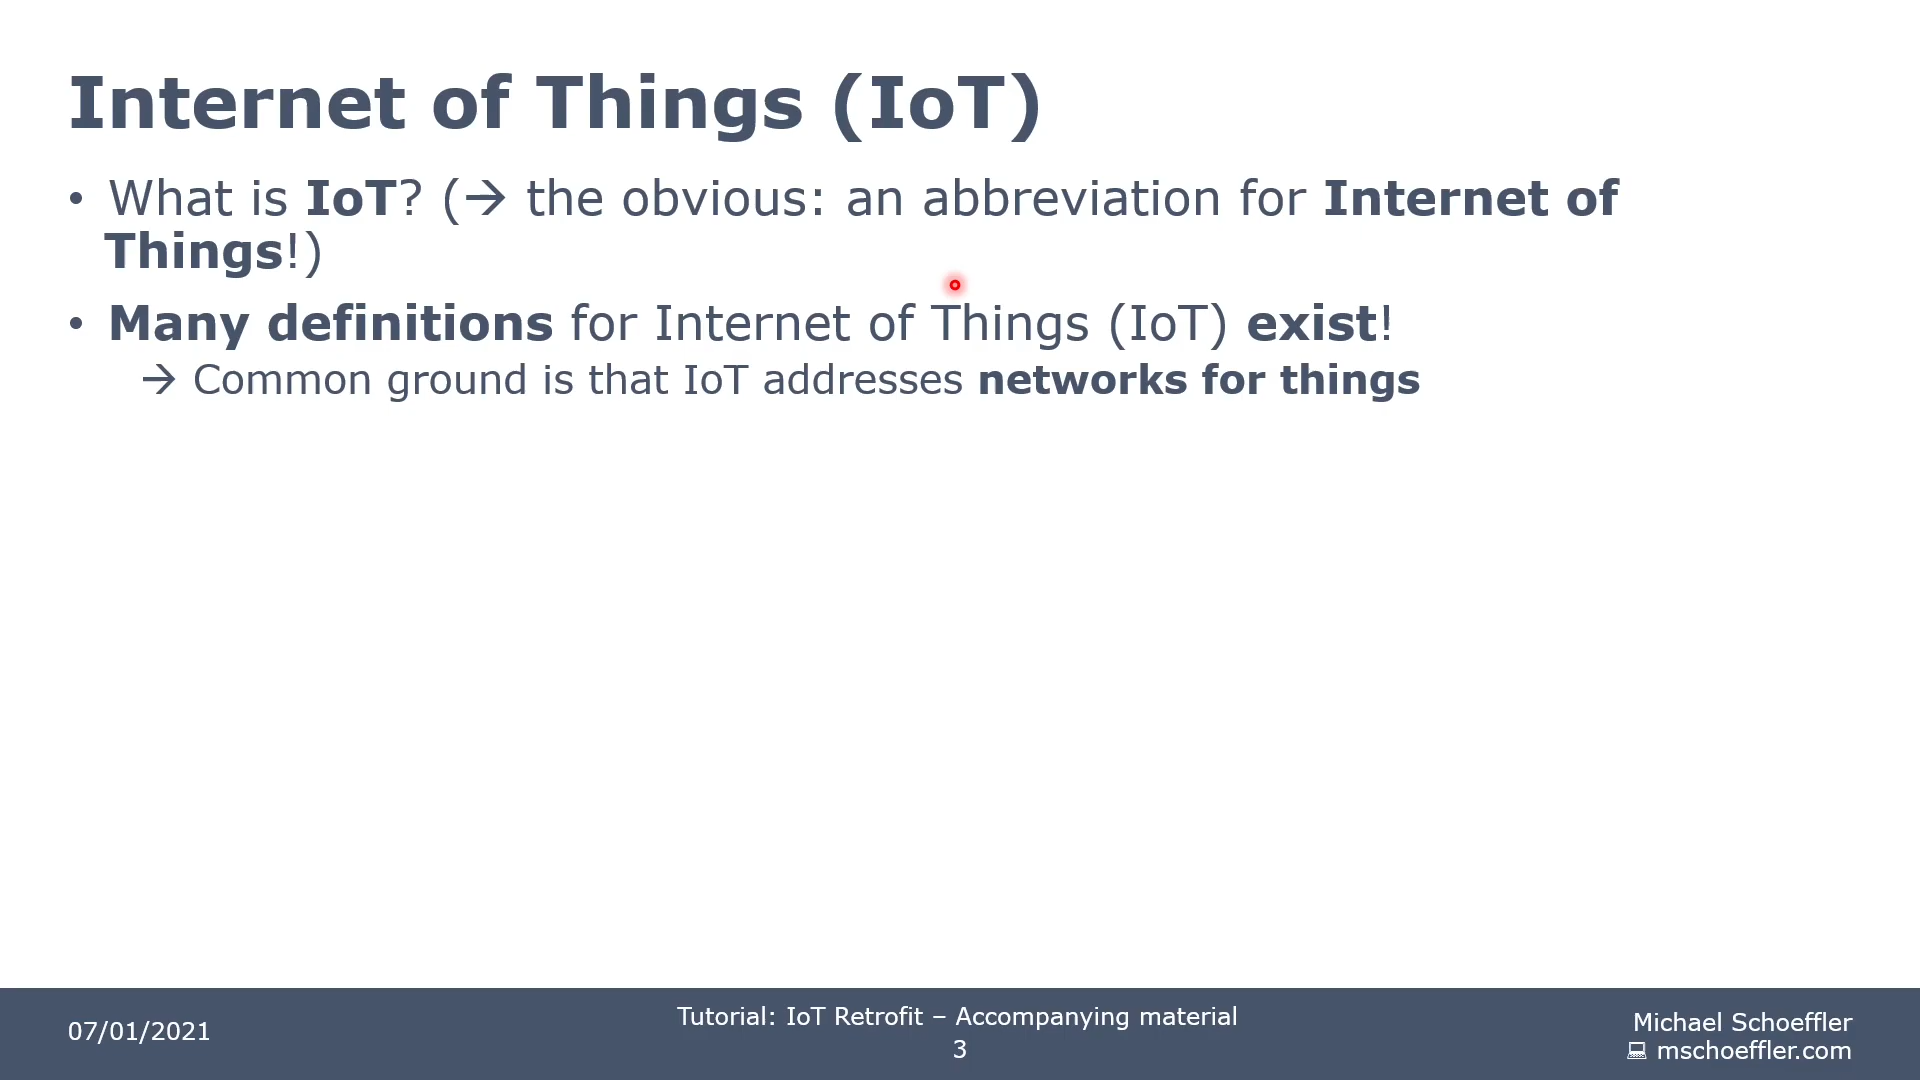 Internet of Things (IoT)
• What is IoT? (→ the obvious: an abbreviation for Internet of
Things!)
• Many definitions for Internet of Things (IoT) exist!
→ Common ground is that IoT addresses networks for things
07/01/2021
Tutorial: IoT Retrofit – Accompanying material
3
Michael Schoeffler
💻 mschoeffler.com